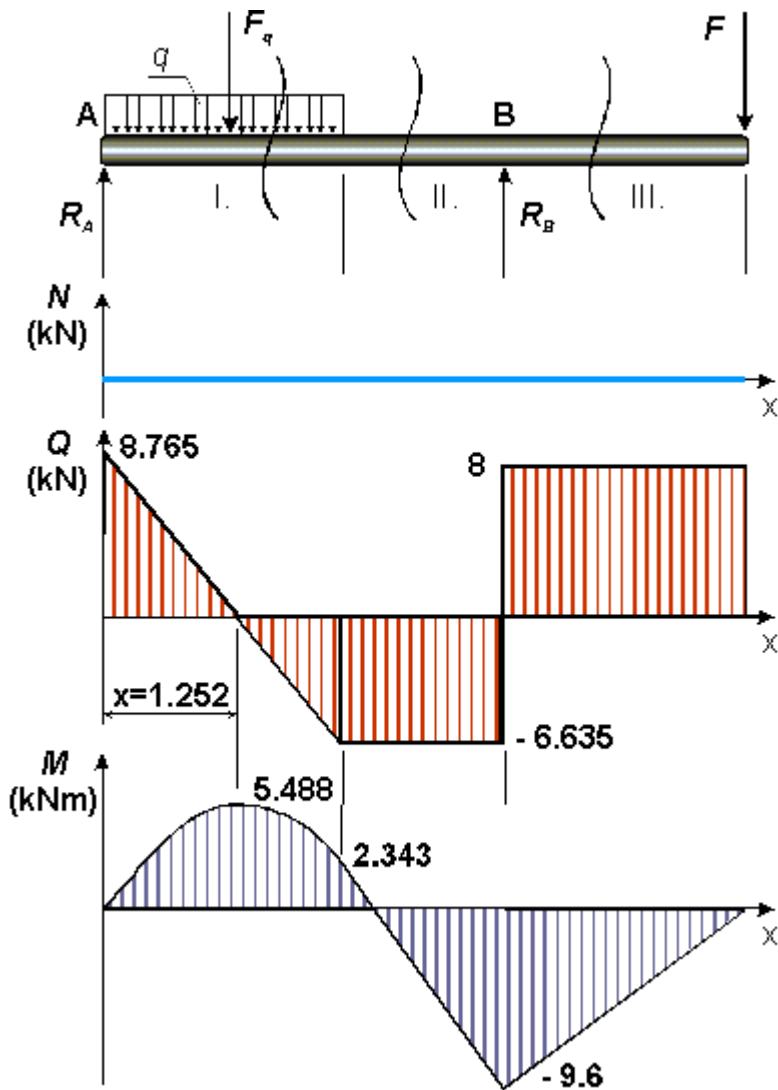 F_q
F
q
A
B
I.
II.
III.
R_A
R_B
N
(kN)
x
Q
(kN)
8.765
8
x
x=1.252
- 6.635
M
(kNm)
5.488
2.343
x
- 9.6